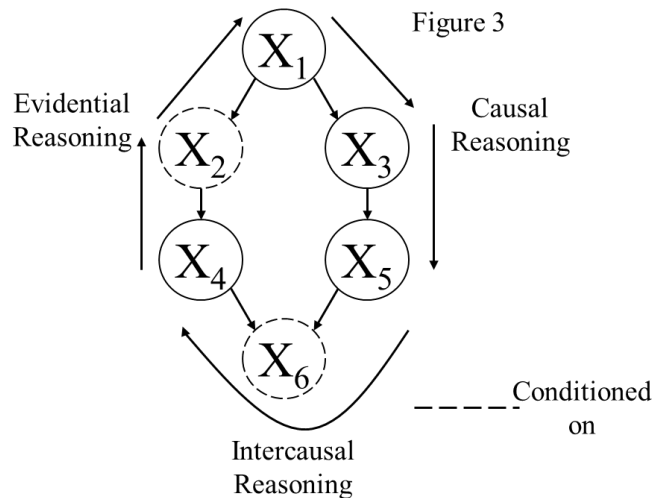 Figure 3
X1
Evidential
Reasoning
Causal
Reasoning
X2
X3
X4
X5
X6
Conditioned
on
Intercausal
Reasoning